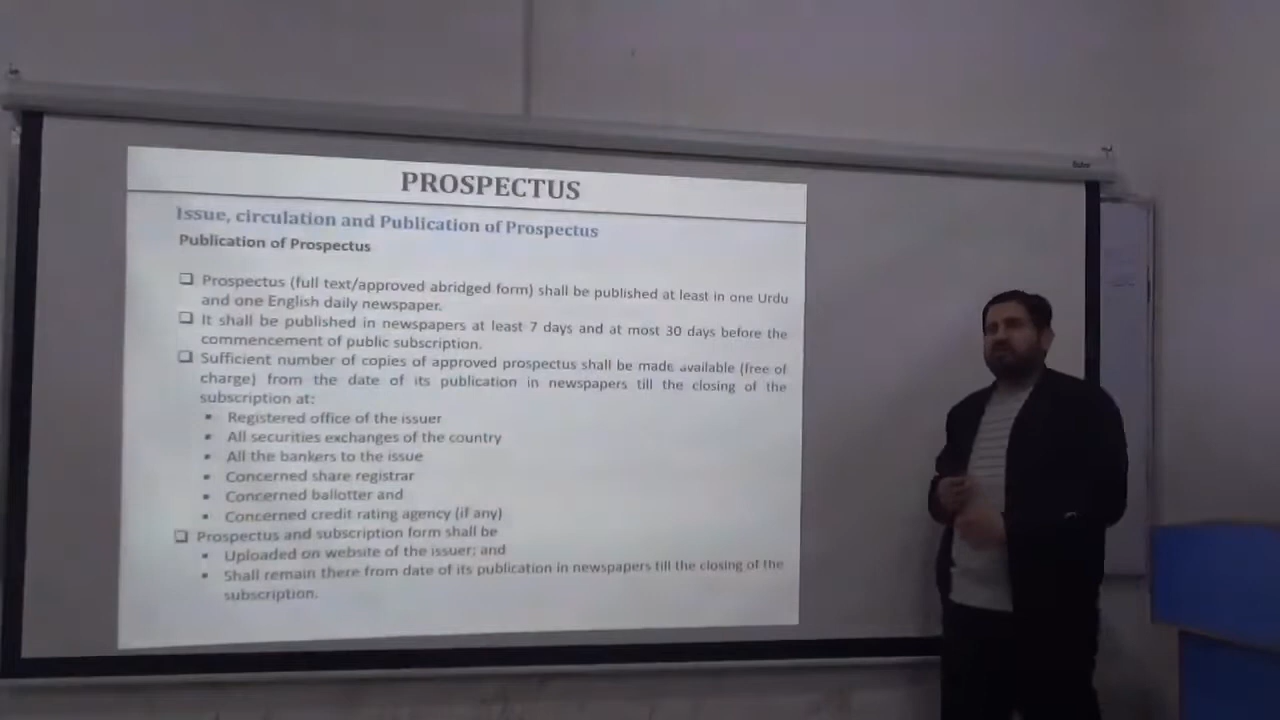 PROSPECTUS
Issue, circulation and Publication of Prospectus
Publication of Prospectus
❑ Prospectus (full text/approved abridged form) shall be published at least in one Urdu
and one English daily newspaper.
❑ It shall be published in newspapers at least 7 days and at most 30 days before the
commencement of public subscription.
❑ Sufficient number of copies of approved prospectus shall be made available (free of
charge) from the date of its publication in newspapers till the closing of the
subscription at:
▪ Registered office of the issuer
▪ All securities exchanges of the country
▪ All the bankers to the issue
▪ Concerned share registrar
▪ Concerned ballotter and
▪ Concerned credit rating agency (if any)
❑ Prospectus and subscription form shall be
▪ Uploaded on website of the issuer; and
▪ Shall remain there from date of its publication in newspapers till the closing of the
subscription.